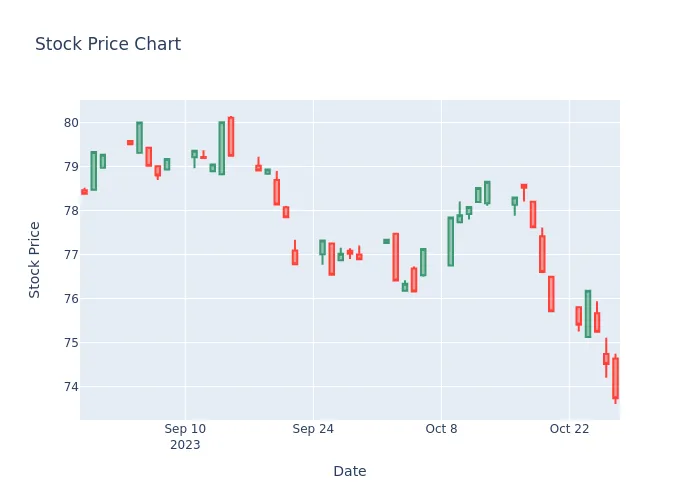 Stock Price Chart
80
79
78
77
76
75
74
Stock Price
Sep 10
2023
Sep 24
Oct 8
Oct 22
Date